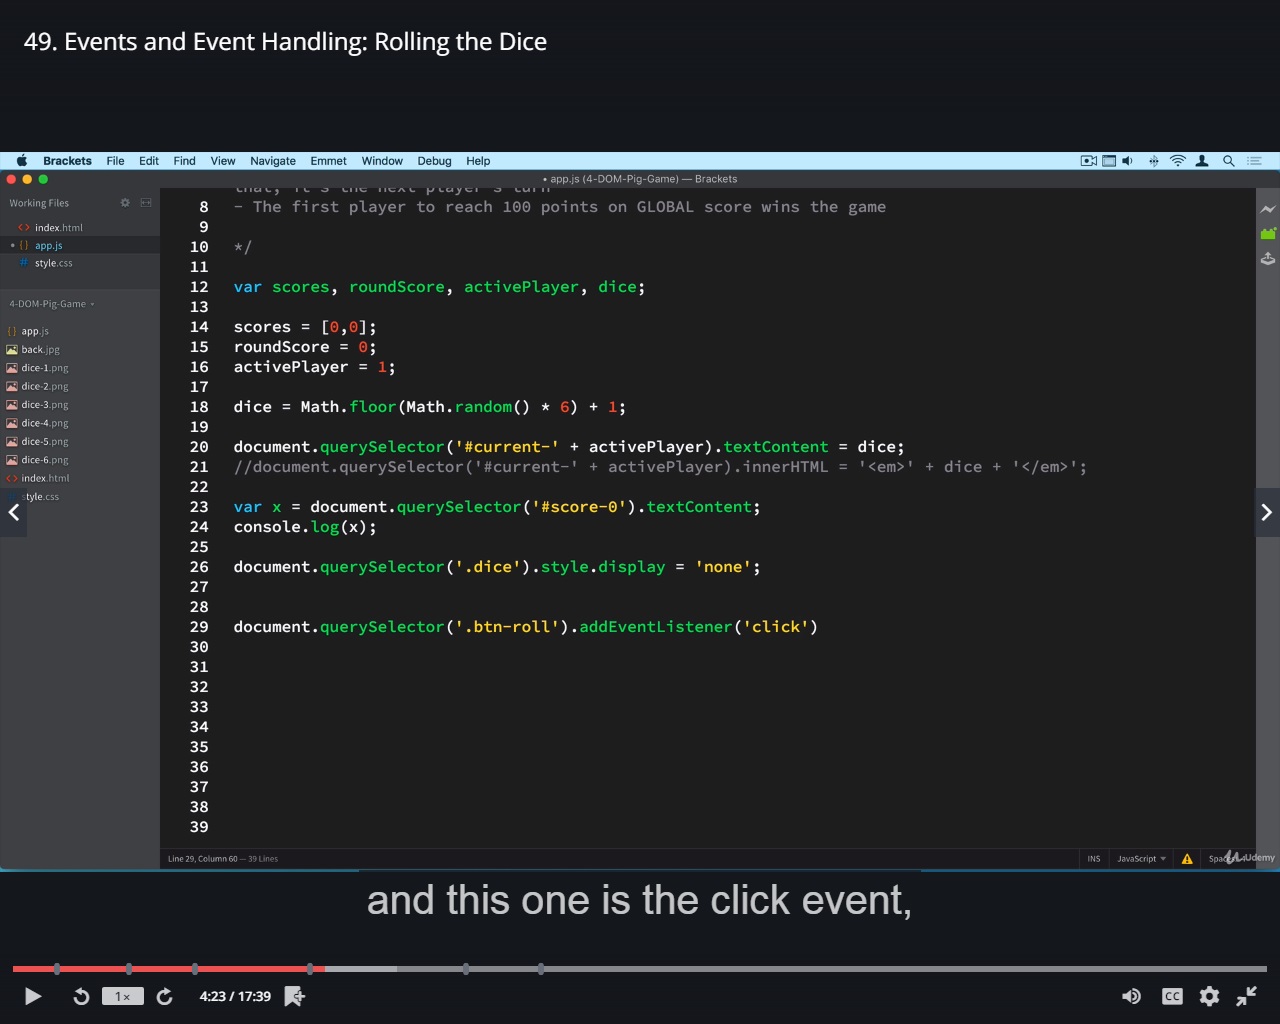 49. Events and Event Handling: Rolling the Dice
Brackets File Edit Find View Navigate Emmet Window Debug Help
• app.js (4-DOM-Pig-Game) — Brackets
Working Files
<> index.html
• {} app.js
# style.css
4-DOM-Pig-Game
{} app.js
back.jpg
dice-1.png
dice-2.png
dice-3.png
dice-4.png
dice-5.png
dice-6.png
<> index.html
style.css
that, it's the next player's turn
8 - The first player to reach 100 points on GLOBAL score wins the game
9
10 */
11
12 var scores, roundScore, activePlayer, dice;
13
14 scores = [0,0];
15 roundScore = 0;
16 activePlayer = 1;
17
18 dice = Math.floor(Math.random() * 6) + 1;
19
20 document.querySelector('#current-' + activePlayer).textContent = dice;
21 //document.querySelector('#current-' + activePlayer).innerHTML = '<em>' + dice + '</em>';
22
23 var x = document.querySelector('#score-0').textContent;
24 console.log(x);
25
26 document.querySelector('.dice').style.display = 'none';
27
28
29 document.querySelector('.btn-roll').addEventListener('click')
30
31
32
33
34
35
36
37
38
39
Line 29, Column 60 — 39 Lines
INS JavaScript Udemy
and this one is the click event,
1x 4:23 / 17:39 CC